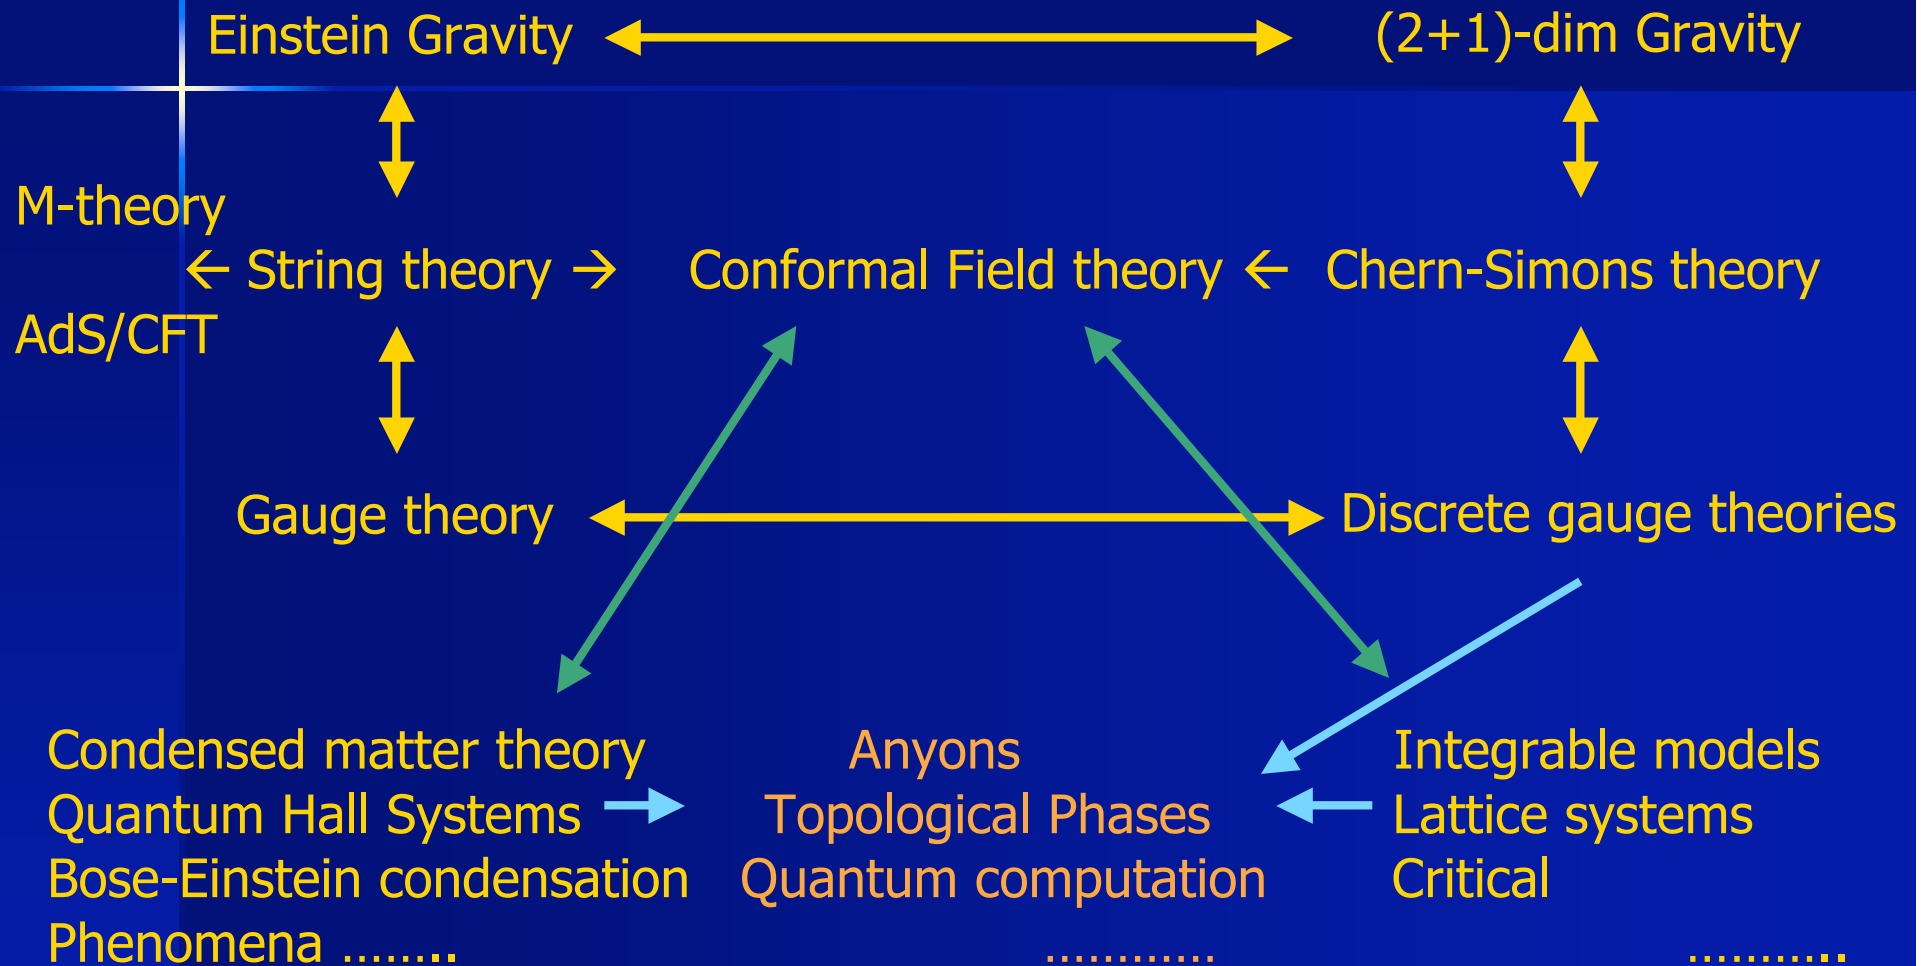 Einstein Gravity (2+1)-dim Gravity
M-theory
← String theory → Conformal Field theory ← Chern-Simons theory
AdS/CFT
Gauge theory Discrete gauge theories
Condensed matter theory Anyons Integrable models
Quantum Hall Systems Topological Phases Lattice systems
Bose-Einstein condensation Quantum computation Critical
Phenomena …….. ………… ………..